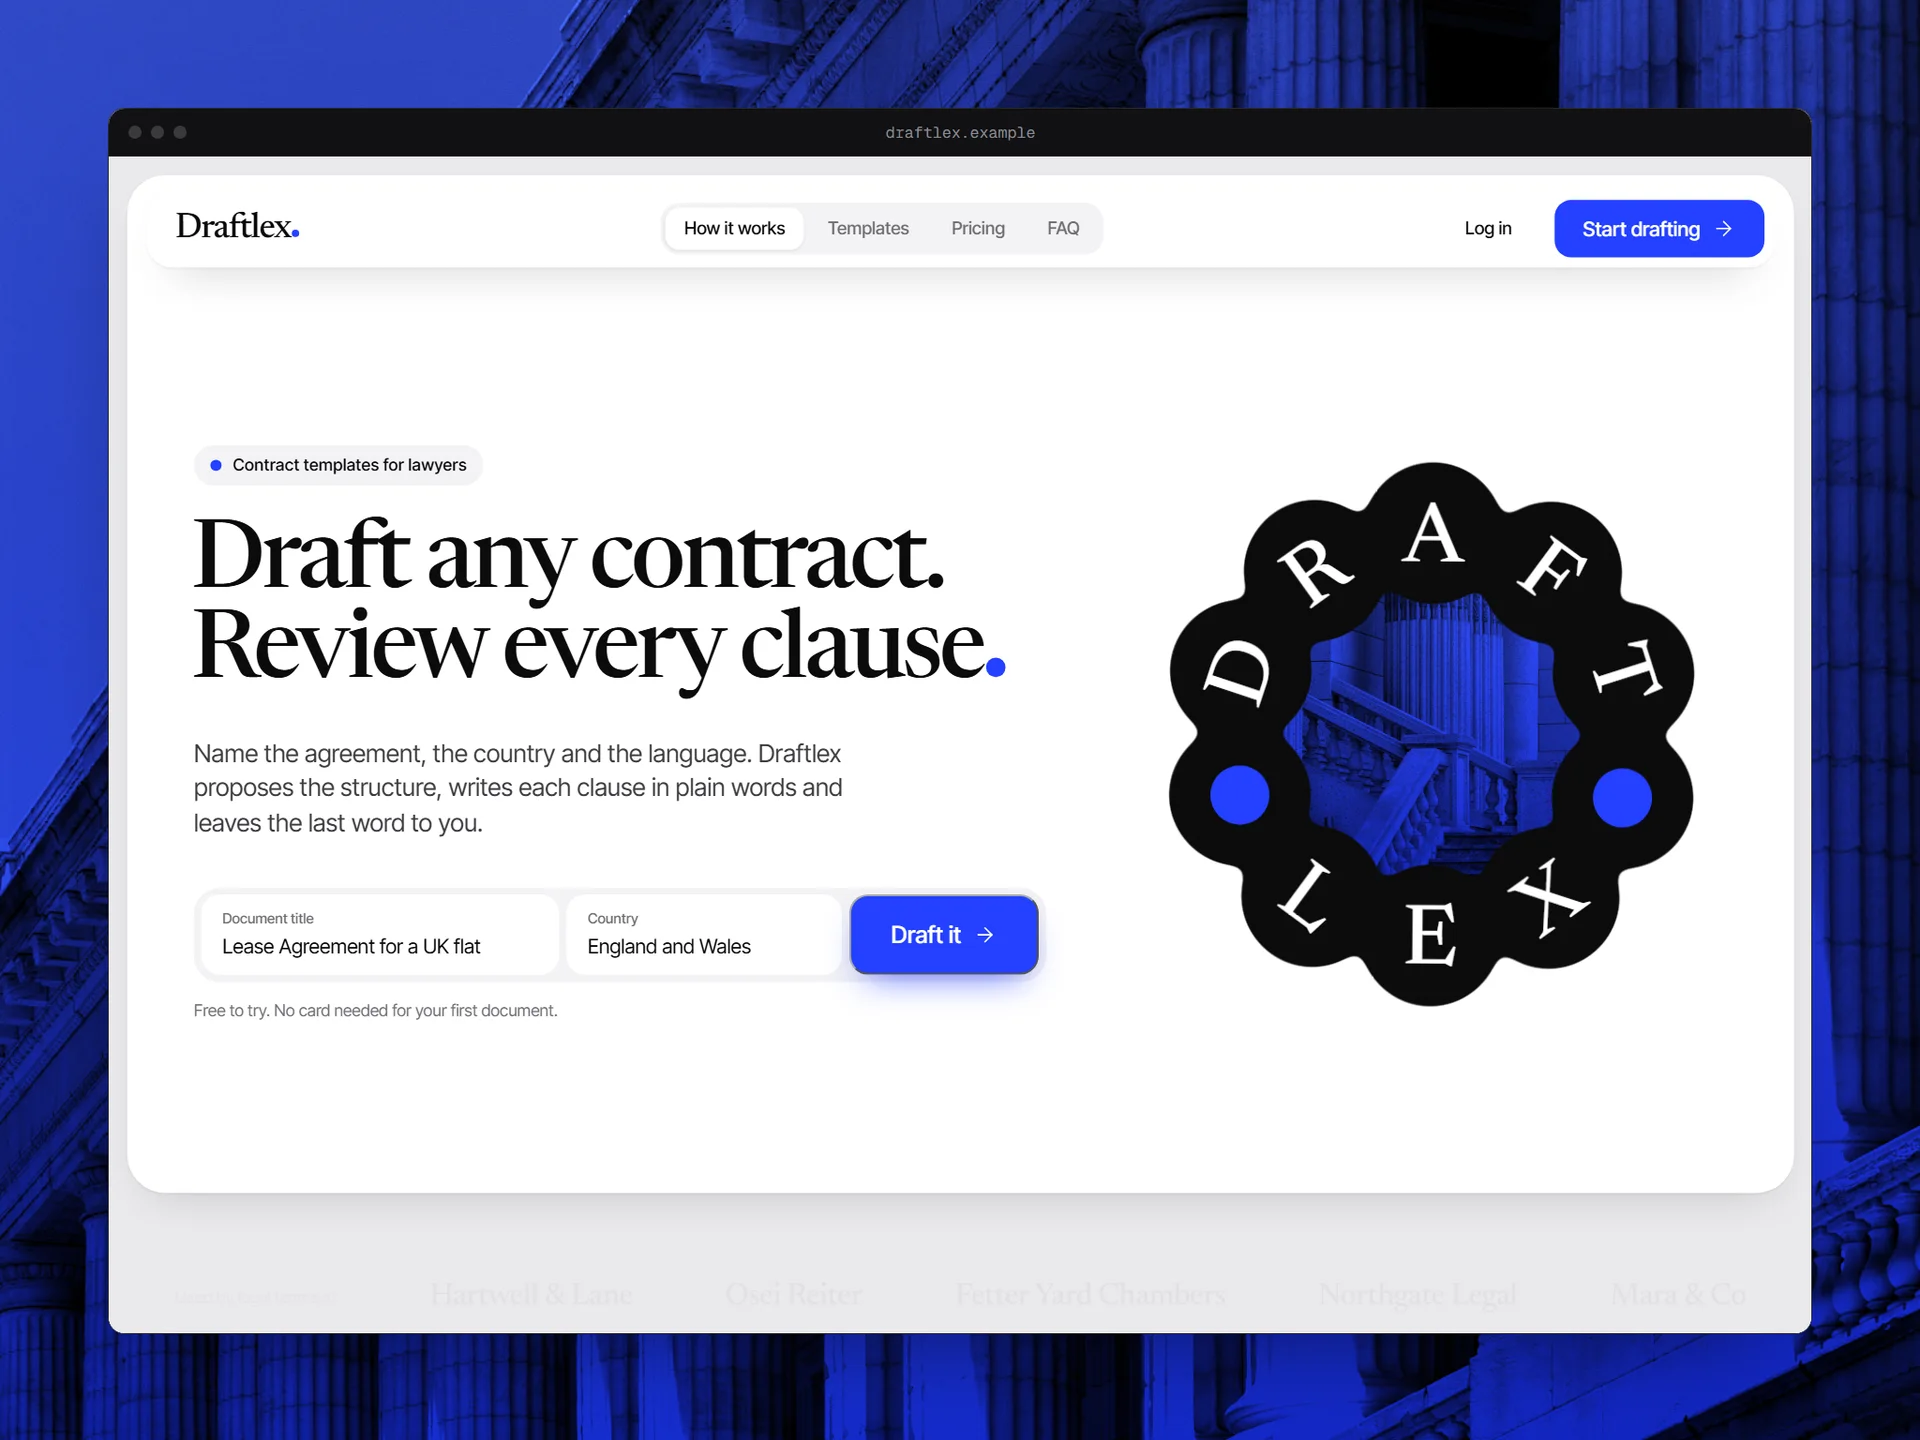 draftlex.example
Draftlex.
How it works
Templates
Pricing
FAQ
Log in
Start drafting
Contract templates for lawyers
Draft any contract.
Review every clause.
Name the agreement, the country and the language. Draftlex
proposes the structure, writes each clause in plain words and
leaves the last word to you.
Document title
Lease Agreement for a UK flat
Country
England and Wales
Draft it
Free to try. No card needed for your first document.
DRAFT
LEX
Hartwell & Lane
Osei Reiter
Fetter Yard Chambers
Northgate Legal
Mara & Co